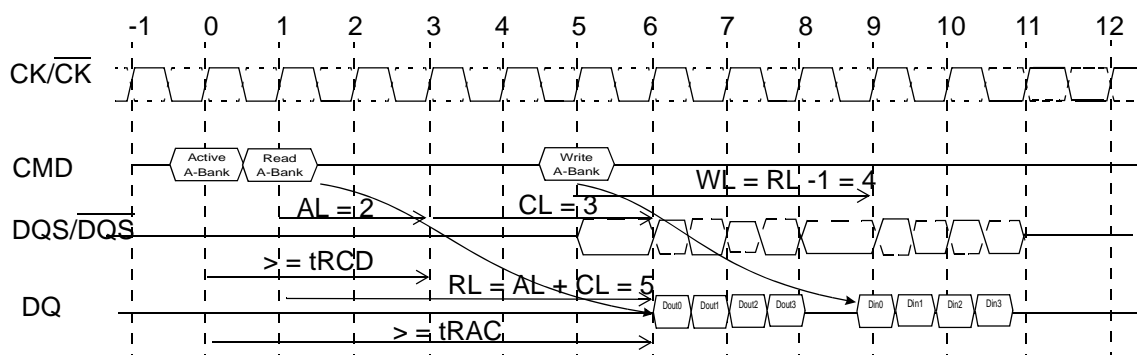 -1 0 1 2 3 4 5 6 7 8 9 10 11 12
CK/CK
CMD
Active
A-Bank
Read
A-Bank
Write
A-Bank
WL = RL -1 = 4
AL = 2
CL = 3
DQS/DQS
> = tRCD
RL = AL + CL = 5
DQ
Dout0 Dout1 Dout2 Dout3 Din0 Din1 Din2 Din3
> = tRAC